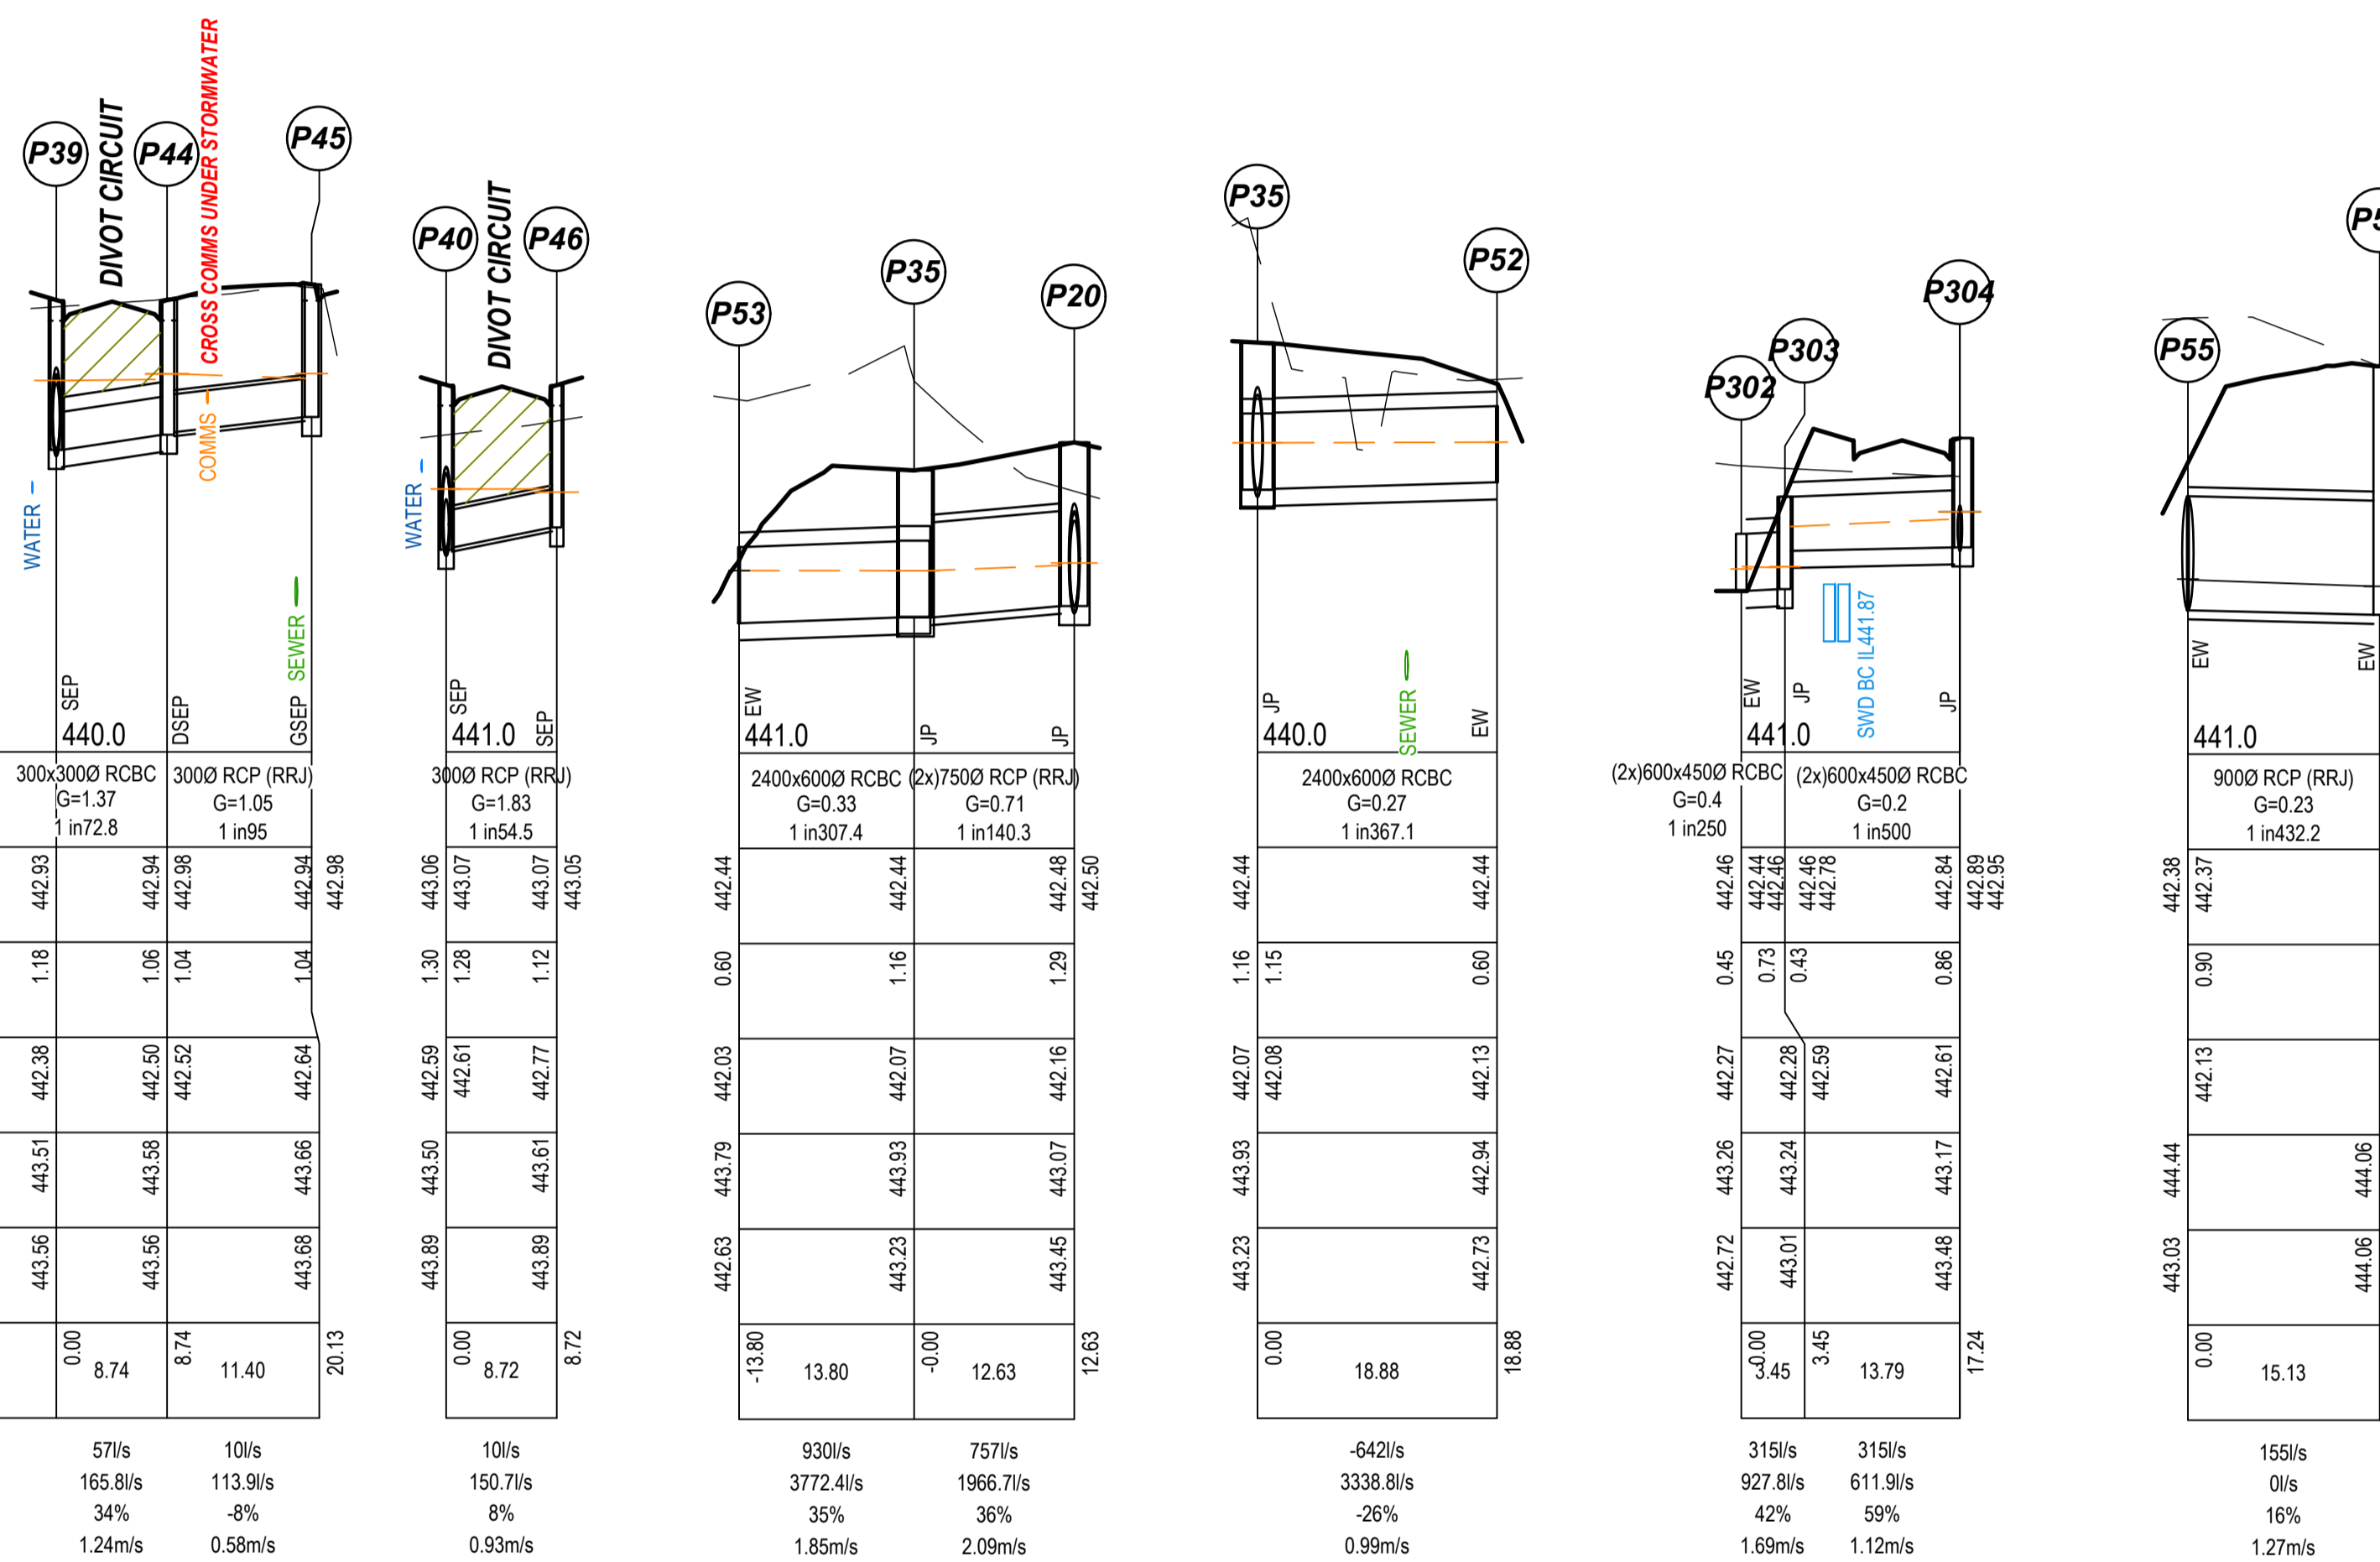 P39
DIVOT CIRCUIT
P44
CROSS COMMS UNDER STORMWATER
P45
WATER
COMMS
SEWER
SEP
DSEP
GSEP
440.0
300x300Ø RCBC
G=1.37
1 in72.8
300Ø RCP (RRJ)
G=1.05
1 in95
442.93
442.94
442.98
442.94
442.98
1.18
1.06
1.04
1.04
442.38
442.50
442.52
442.64
443.51
443.58
443.66
443.56
443.56
443.68
0.00
8.74
8.74
11.40
20.13
57l/s
165.8l/s
34%
1.24m/s
10l/s
113.9l/s
-8%
0.58m/s
P40
DIVOT CIRCUIT
P46
WATER
SEP
SEP
441.0
300Ø RCP (RRJ)
G=1.83
1 in54.5
443.06
443.07
443.07
443.05
1.30
1.28
1.12
442.59
442.61
442.77
443.50
443.61
443.89
443.89
0.00
8.72
8.72
10l/s
150.7l/s
8%
0.93m/s
P53
P35
P20
EW
JP
JP
441.0
2400x600Ø RCBC
G=0.33
1 in307.4
(2x)750Ø RCP (RRJ)
G=0.71
1 in140.3
442.44
442.44
442.48
442.50
0.60
1.16
1.29
442.03
442.07
442.16
443.79
443.93
443.07
442.63
443.23
443.45
-13.80
13.80
-0.00
12.63
12.63
930l/s
3772.4l/s
35%
1.85m/s
757l/s
1966.7l/s
36%
2.09m/s
P35
P52
SEWER
JP
EW
440.0
2400x600Ø RCBC
G=0.27
1 in367.1
442.44
442.44
1.16
1.15
0.60
442.07
442.08
442.13
443.93
442.94
443.23
442.73
0.00
18.88
18.88
-642l/s
3338.8l/s
-26%
0.99m/s
P302
P303
P304
SWD BC IL441.87
EW
JP
JP
441.0
(2x)600x450Ø RCBC
G=0.4
1 in250
(2x)600x450Ø RCBC
G=0.2
1 in500
442.46
442.44
442.46
442.46
442.78
442.84
442.89
442.95
0.45
0.73
0.43
0.86
442.27
442.28
442.59
442.61
443.26
443.24
443.17
442.72
443.01
443.48
0.00
3.45
3.45
13.79
17.24
315l/s
927.8l/s
42%
1.69m/s
315l/s
611.9l/s
59%
1.12m/s
P55
EW
EW
441.0
900Ø RCP (RRJ)
G=0.23
1 in432.2
442.38
442.37
0.90
442.13
444.44
444.06
443.03
444.06
0.00
15.13
155l/s
0l/s
16%
1.27m/s